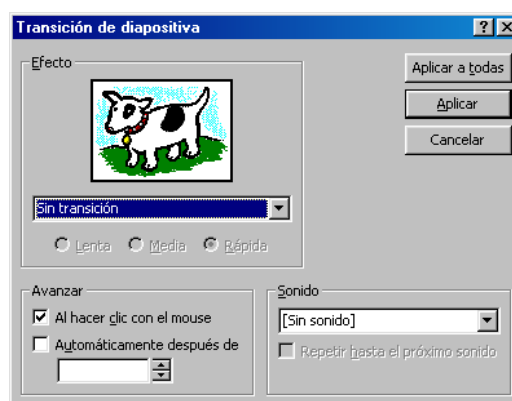 Transición de diapositiva
Efecto
Sin transición
Lenta Media Rápida
Aplicar a todas
Aplicar
Cancelar
Avanzar
Al hacer clic con el mouse
Automáticamente después de
Sonido
[Sin sonido]
Repetir hasta el próximo sonido